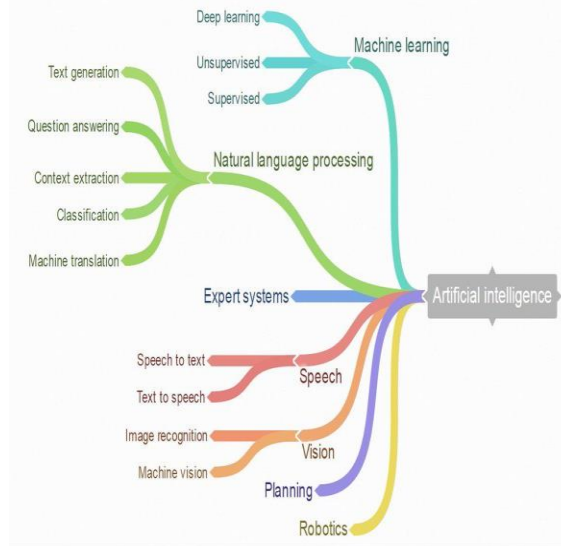 Deep learning
Machine learning
Unsupervised
Supervised
Text generation
Question answering
Natural language processing
Context extraction
Classification
Machine translation
Expert systems
Artificial intelligence
Speech to text
Speech
Text to speech
Image recognition
Vision
Machine vision
Planning
Robotics